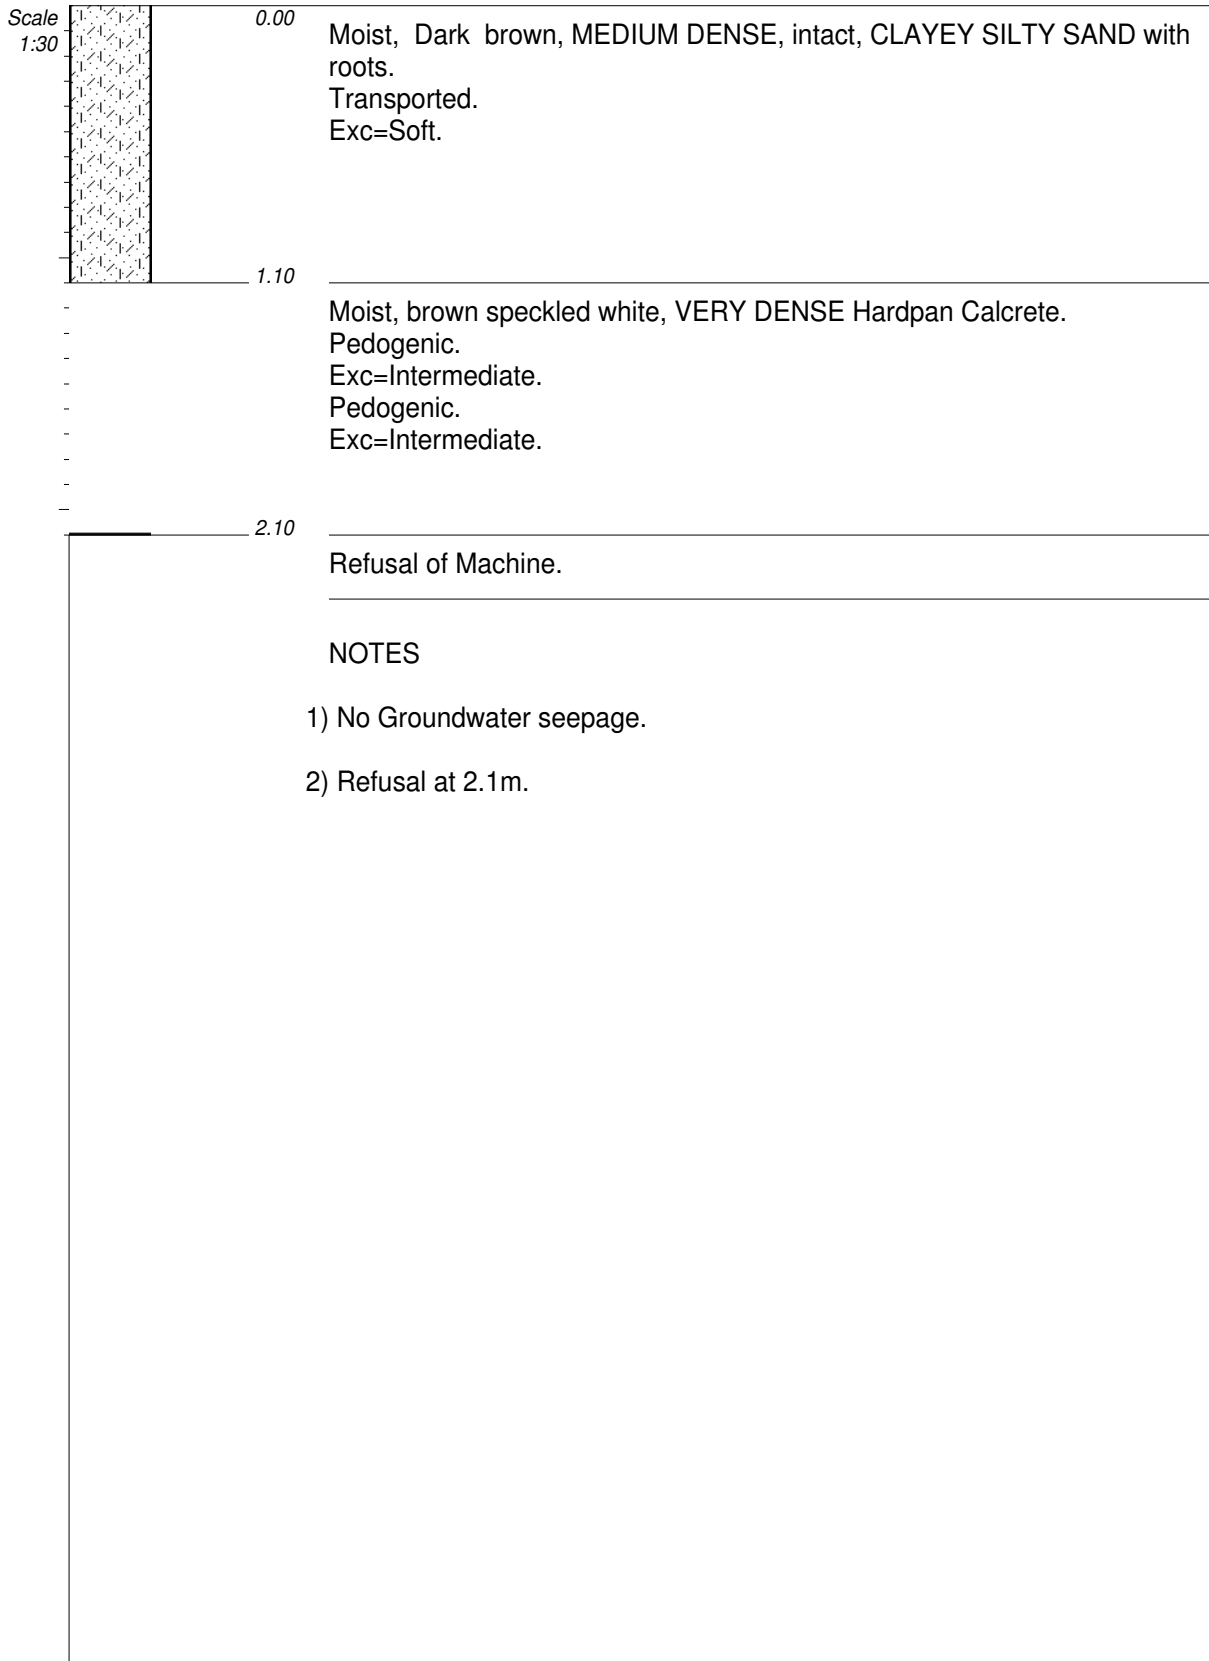 Scale
1:30
0.00
Moist, Dark brown, MEDIUM DENSE, intact, CLAYEY SILTY SAND with
roots.
Transported.
Exc=Soft.
1.10
Moist, brown speckled white, VERY DENSE Hardpan Calcrete.
Pedogenic.
Exc=Intermediate.
Pedogenic.
Exc=Intermediate.
2.10
Refusal of Machine.
NOTES
1) No Groundwater seepage.
2) Refusal at 2.1m.